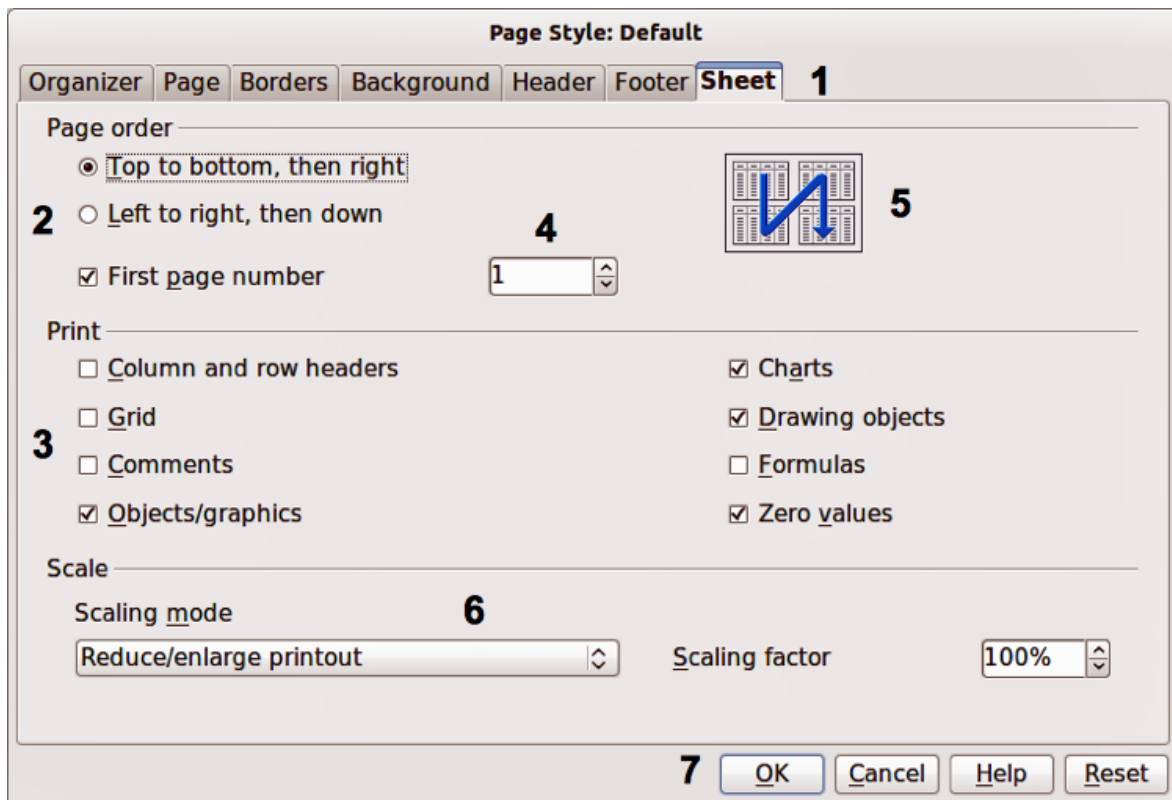 Page Style: Default
Organizer Page Borders Background Header Footer Sheet 1
Page order
Top to bottom, then right
2 Left to right, then down 4 5
First page number 1
Print
Column and row headers Charts
Grid Drawing objects
3
Comments Formulas
Objects/graphics Zero values
Scale
Scaling mode 6
Reduce/enlarge printout Scaling factor 100%
7 OK Cancel Help Reset